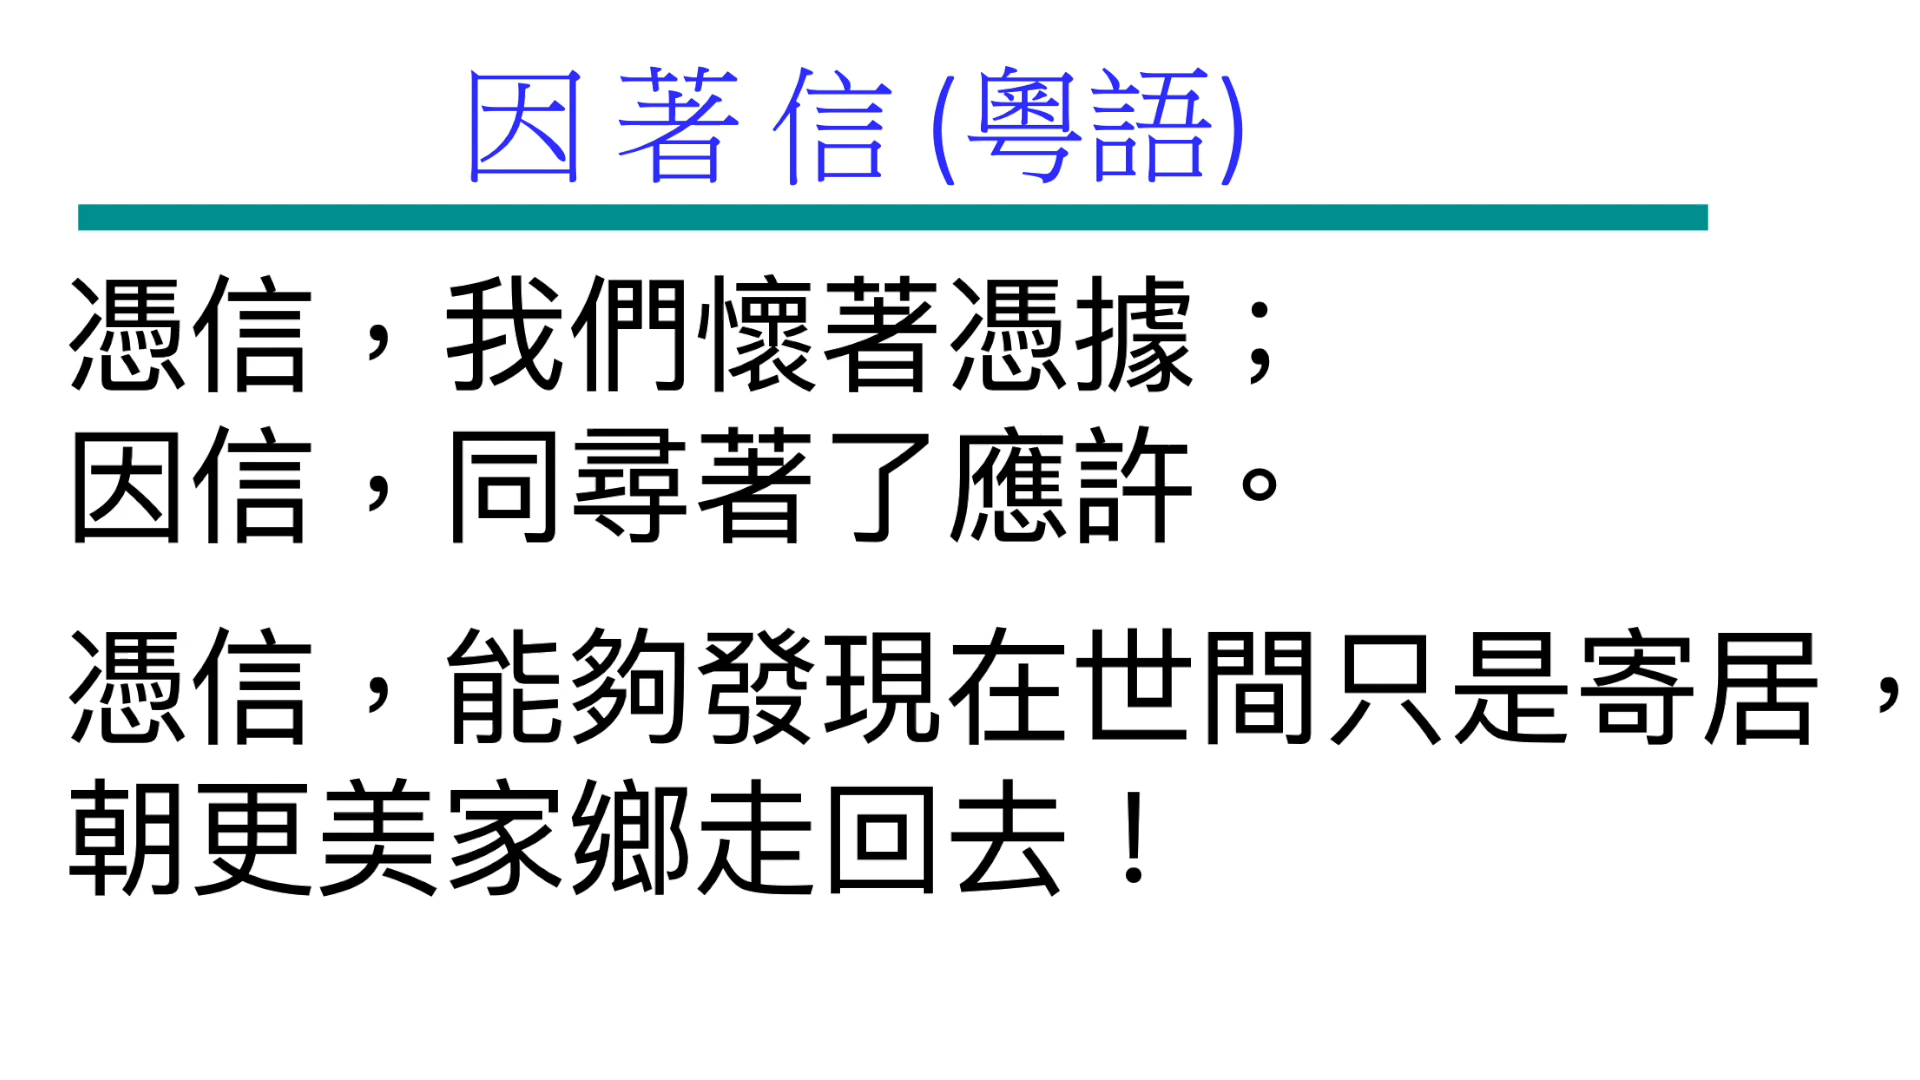 因 著 信 (粵語)
憑信，我們懷著憑據；
因信，同尋著了應許。
憑信，能夠發現在世間只是寄居，
朝更美家鄉走回去！